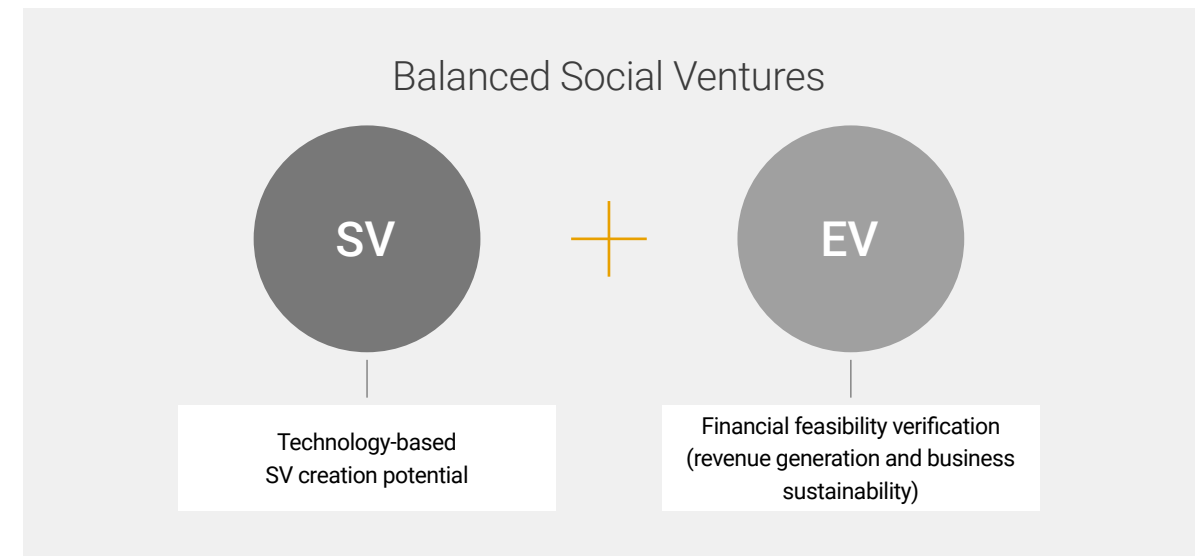 Balanced Social Ventures
SV
EV
Technology-based
SV creation potential
Financial feasibility verification
(revenue generation and business
sustainability)